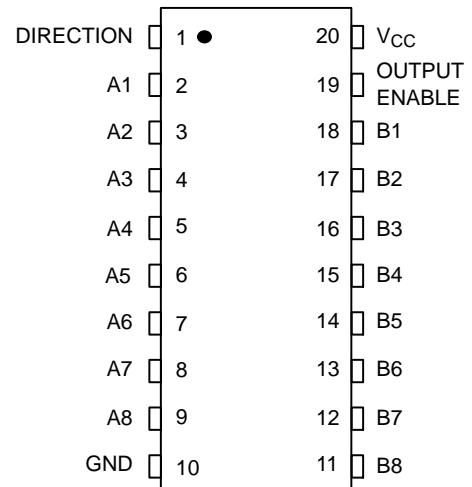 DIRECTION 1 20 VCC
A1 2 19 OUTPUT ENABLE
A2 3 18 B1
A3 4 17 B2
A4 5 16 B3
A5 6 15 B4
A6 7 14 B5
A7 8 13 B6
A8 9 12 B7
GND 10 11 B8